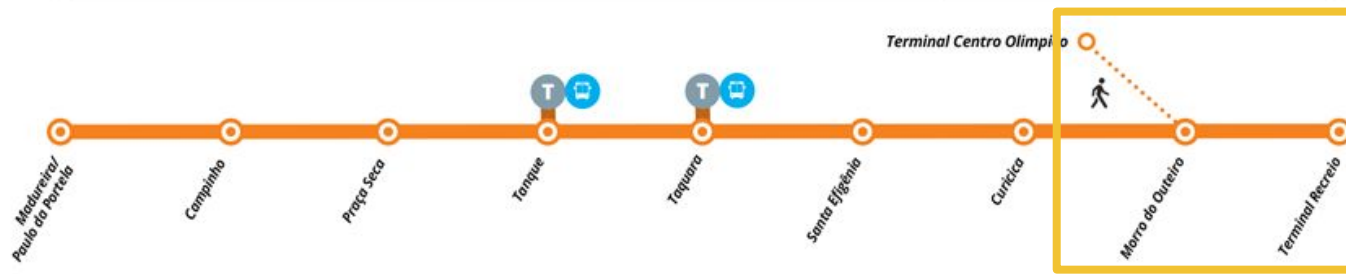 Terminal Centro Olimpico
T
T
Madureira/
Paulo da Portela
Campinho
Praça Seca
Tanque
Taquara
Santa Efigênia
Curicica
Morro do Outeiro
Terminal Recreio